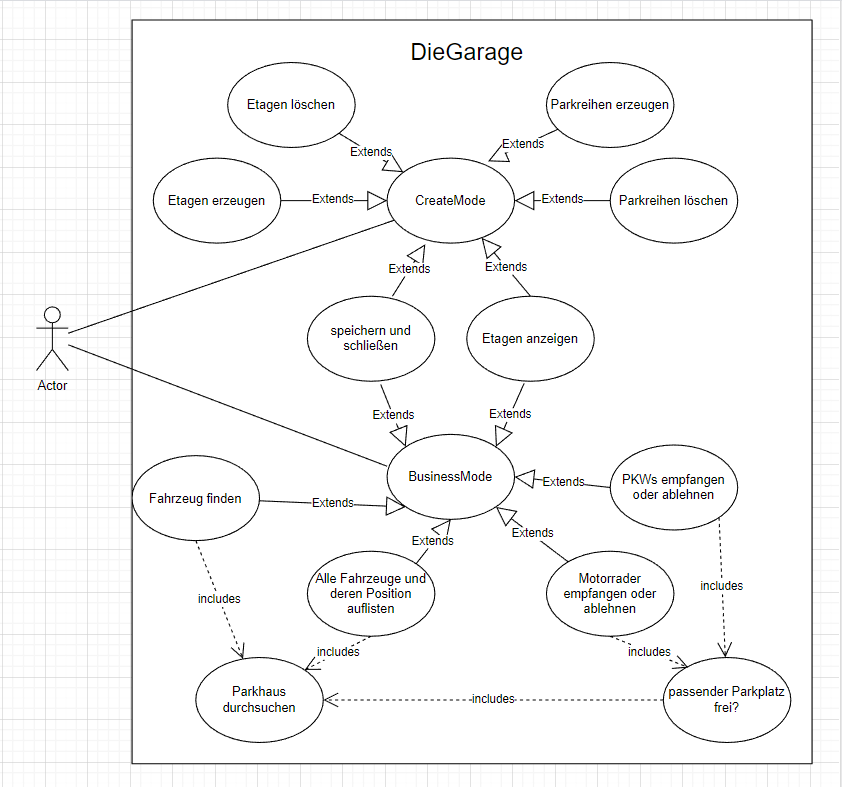 DieGarage
Etagen löschen
Parkreihen erzeugen
Extends
Extends
Etagen erzeugen
Extends
CreateMode
Extends
Parkreihen löschen
Extends
Extends
speichern und
schließen
Etagen anzeigen
Actor
Extends
Extends
BusinessMode
Fahrzeug finden
Extends
Extends
PKWs empfangen
oder ablehnen
Extends
Extends
Alle Fahrzeuge und
deren Position
auflisten
Motorrader
empfangen oder
ablehnen
includes
includes
includes
includes
Parkhaus
durchsuchen
includes
passender Parkplatz
frei?